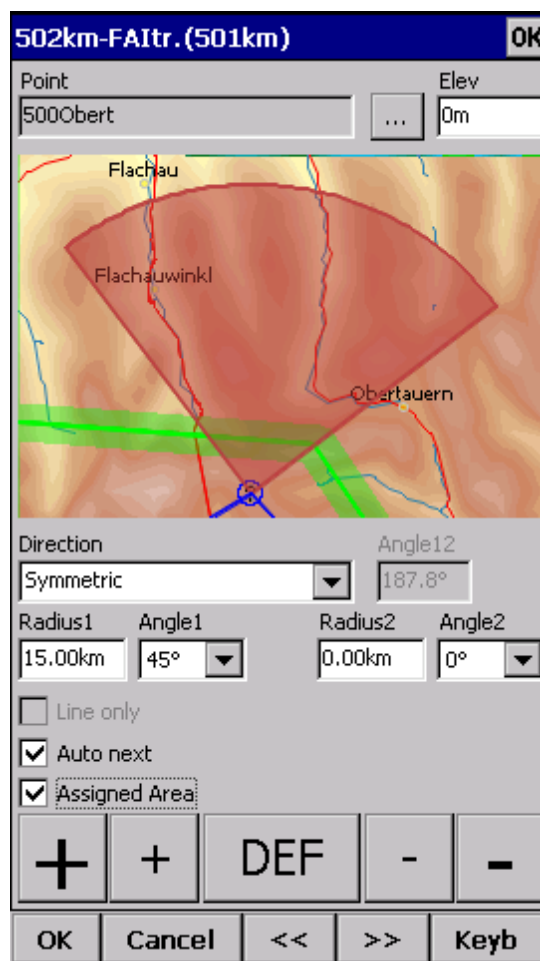 502km-FAItr.(501km) OK
Point Elev
500Obert ... 0m
Flachau
Flachauwinkl
Obertauern
Direction Angle12
Symmetric 187.8°
Radius1 Angle1 Radius2 Angle2
15.00km 45° 0.00km 0°
Line only
Auto next
Assigned Area
+ + DEF - -
OK Cancel << >> Keyb